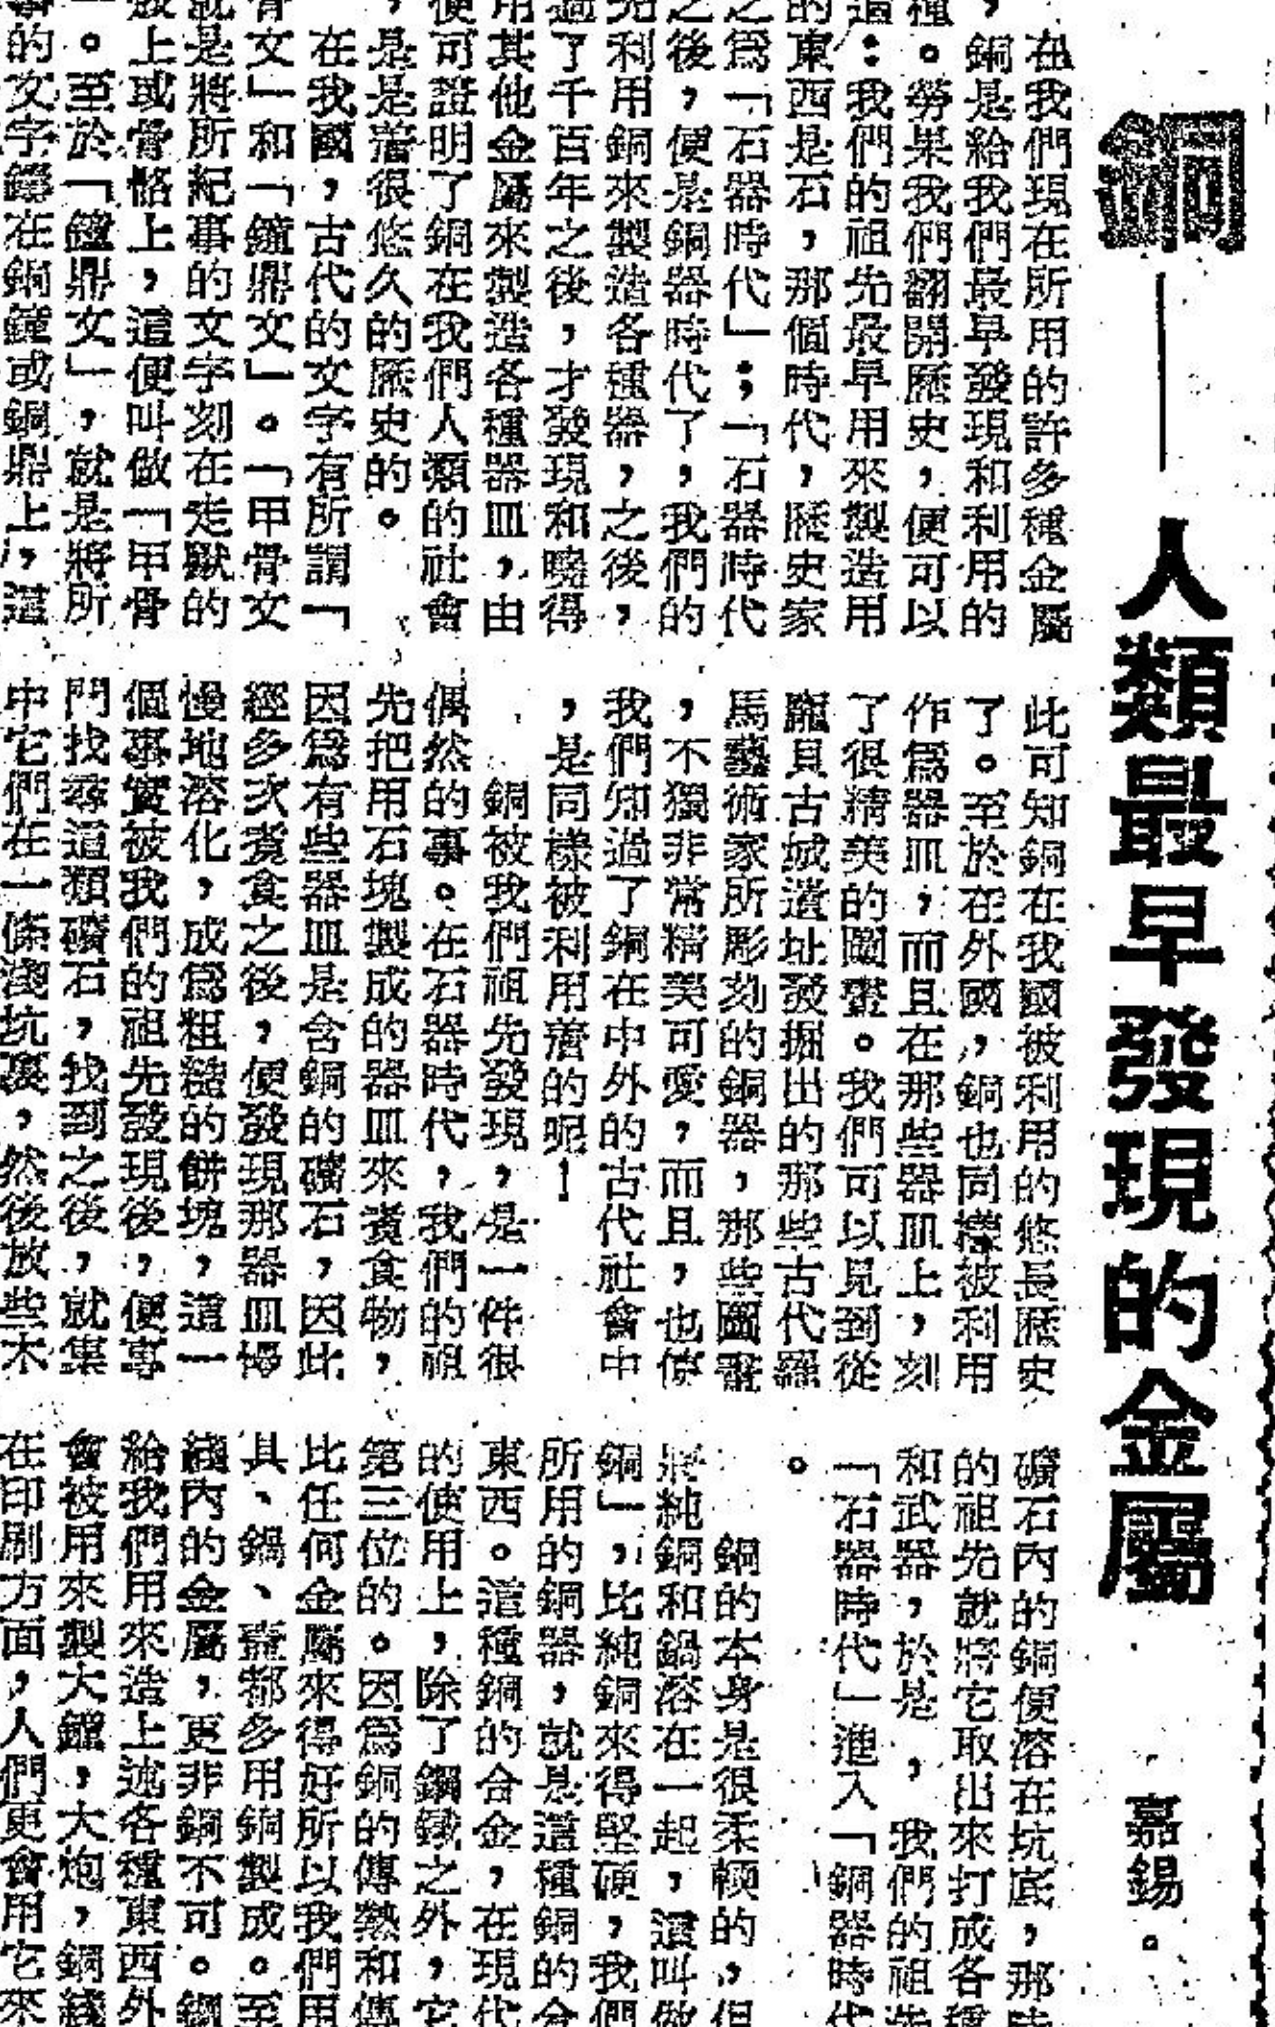 銅——人類最早發現的金屬
嘉錫。
在我們現在所用的許多種金屬
，銅是給我們最早發現和利用的
種。勞果我們翻開歷史，便可以
：我們的祖先最早用來製造用
的東西是石，那個時代，歷史家
之爲「石器時代」；「石器時代
之後，便是銅器時代了，我們的
先利用銅來製造各種器，之後，
過了千百年之後，才發現和曉得
用其他金屬來製造各種器皿，由
便可證明了銅在我們人類的社會
，是是着很悠久的歷史的。
在我國，古代的文字有所謂「
骨文」和「鐘鼎文」。「甲骨文
就是將所紀事的文字刻在走獸的
上或骨骼上，這便叫做「甲骨
。至於「鐘鼎文」，就是將所
的文字鑄在銅鐘或銅鼎上，這
此可知銅在我國被利用的悠長歷史
了。至於在外國，銅也同樣被利用
作爲器皿，而且在那些器皿上，刻
了很精美的圖畫。我們可以見到從
龐貝古城遺址發掘出的那些古代羅
馬藝術家所彫刻的銅器，那些圖畫
，不獨非常精美可愛，而且，也使
我們知過了銅在中外的古代社會中
，是同樣被利用着的呢！
銅被我們祖先發現，是一件很
偶然的事。在石器時代，我們的祖
先把用石塊製成的器皿來煑食物，
因爲有些器皿是含銅的礦石，因此
經多次煑食之後，便發現那器皿慢
慢地溶化，成爲粗糙的餅塊，這一
個事實被我們的祖先發現後，便專
門找尋這類礦石，找到之後，就集
中它們在一條淺坑裏，然後放些木
礦石內的銅便溶在坑底，那時
的祖先就將它取出來打成各種
和武器，於是，我們的祖先
「石器時代」進入「銅器時代
。
銅的本身是很柔輭的，但
將純銅和錫溶在一起，這叫做
銅」，比純銅來得堅硬，我們
所用的銅器，就是這種銅的合
東西。這種銅的合金，在現代
的使用上，除了鋼鐵之外，它
第三位的。因爲銅的傳熱和傳
比任何金屬來得好所以我們用
具、鍋、壺都多用銅製成。至
綫內的金屬，更非銅不可。銅
給我們用來造上述各種東西外
會被用來製大鐘，大炮，銅綫
在印刷方面，人們更會用它來